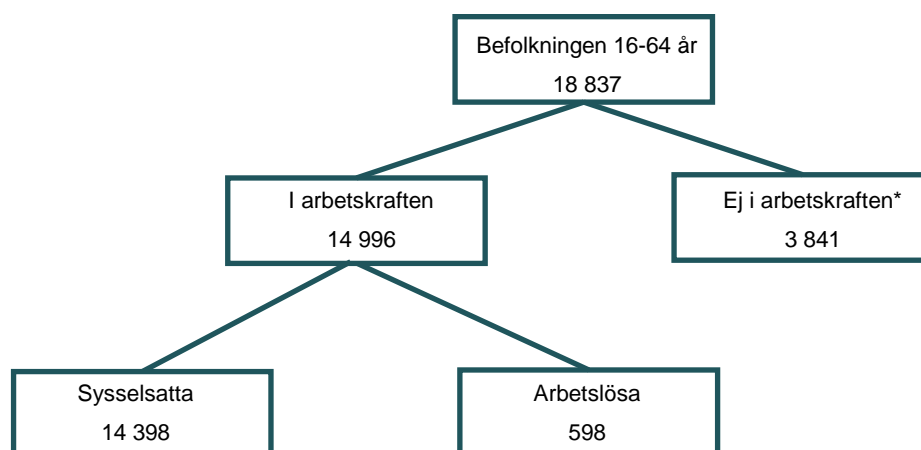 Befolkningen 16-64 år
18 837
I arbetskraften
14 996
Ej i arbetskraften*
3 841
Sysselsatta
14 398
Arbetslösa
598